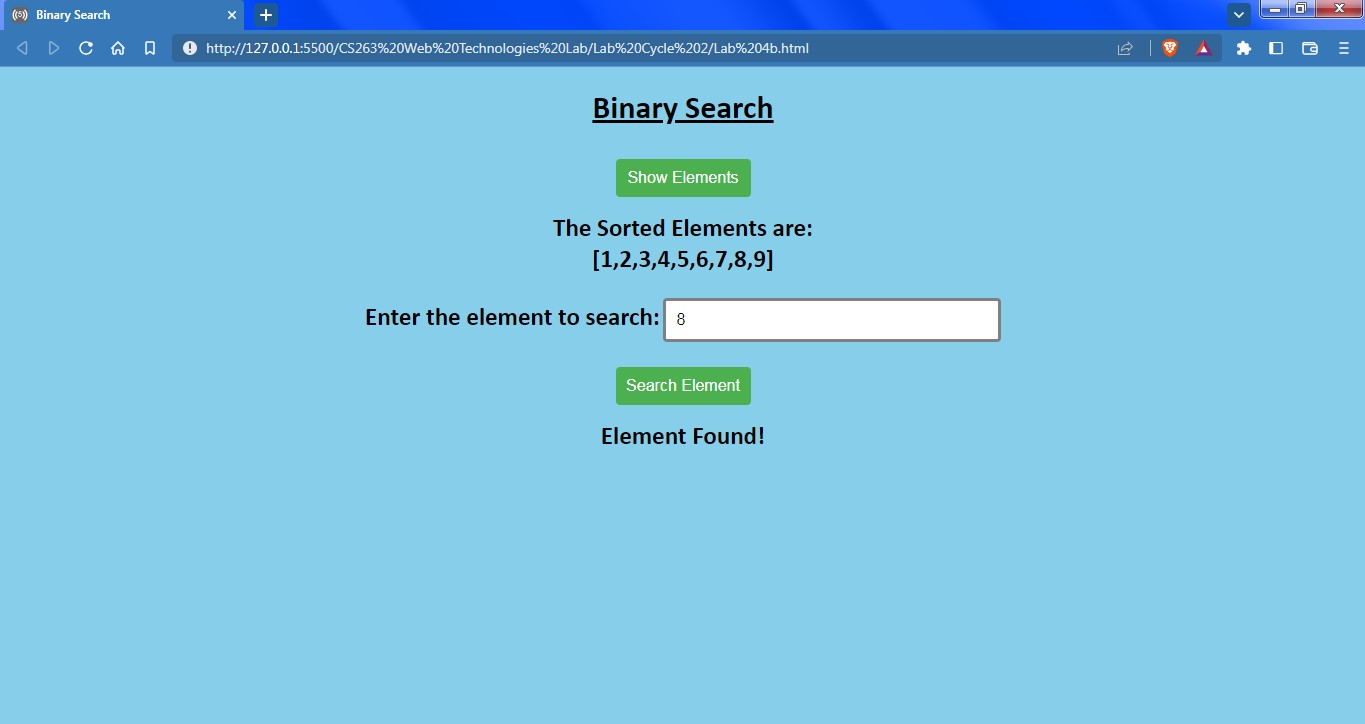 Binary Search
http://127.0.0.1:5500/CS263%20Web%20Technologies%20Lab/Lab%20Cycle%202/Lab%204b.html
Binary Search
Show Elements
The Sorted Elements are:
[1,2,3,4,5,6,7,8,9]
Enter the element to search: 8
Search Element
Element Found!